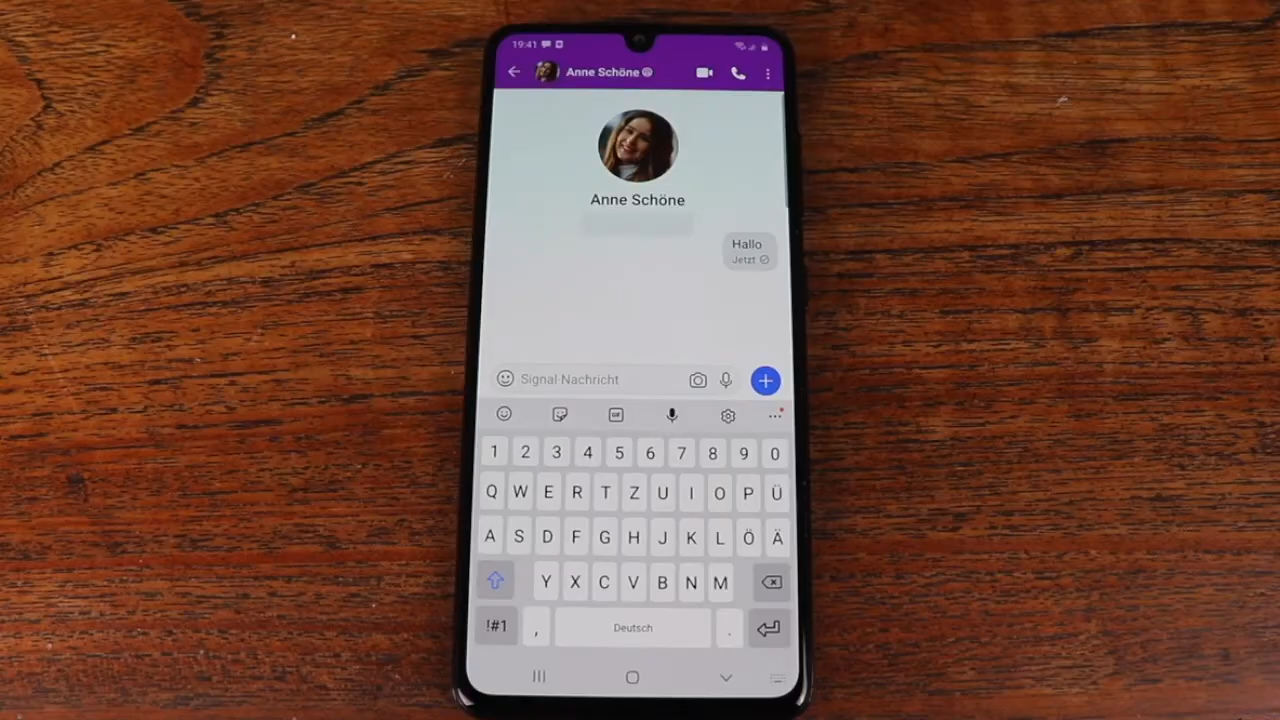 19:41
Anne Schöne
Anne Schöne
Hallo
Jetzt
Signal-Nachricht
GIF
1 2 3 4 5 6 7 8 9 0
Q W E R T Z U I O P Ü
A S D F G H J K L Ö Ä
Y X C V B N M
!#1 , Deutsch .